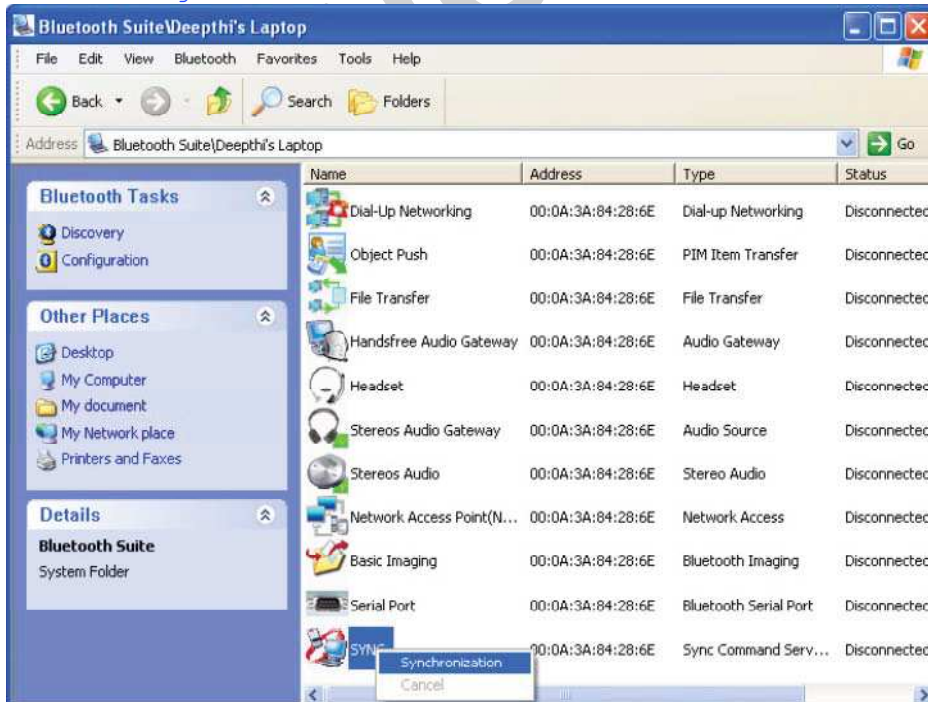 Bluetooth Suite\Deepthi's Laptop
File Edit View Bluetooth Favorites Tools Help
Back Search Folders
Address Bluetooth Suite\Deepthi's Laptop Go
Name Address Type Status
Bluetooth Tasks
Discovery
Configuration
Other Places
Desktop
My Computer
My document
My Network place
Printers and Faxes
Details
Bluetooth Suite
System Folder
Dial-Up Networking 00:0A:3A:84:28:6E Dial-up Networking Disconnected
Object Push 00:0A:3A:84:28:6E PIM Item Transfer Disconnected
File Transfer 00:0A:3A:84:28:6E File Transfer Disconnected
Handsfree Audio Gateway 00:0A:3A:84:28:6E Audio Gateway Disconnected
Headset 00:0A:3A:84:28:6E Headset Disconnected
Stereos Audio Gateway 00:0A:3A:84:28:6E Audio Source Disconnected
Stereos Audio 00:0A:3A:84:28:6E Stereo Audio Disconnected
Network Access Point(N... 00:0A:3A:84:28:6E Network Access Disconnected
Basic Imaging 00:0A:3A:84:28:6E Bluetooth Imaging Disconnected
Serial Port 00:0A:3A:84:28:6E Bluetooth Serial Port Disconnected
SYNC 00:0A:3A:84:28:6E Sync Command Serv... Disconnected
Synchronization
Cancel